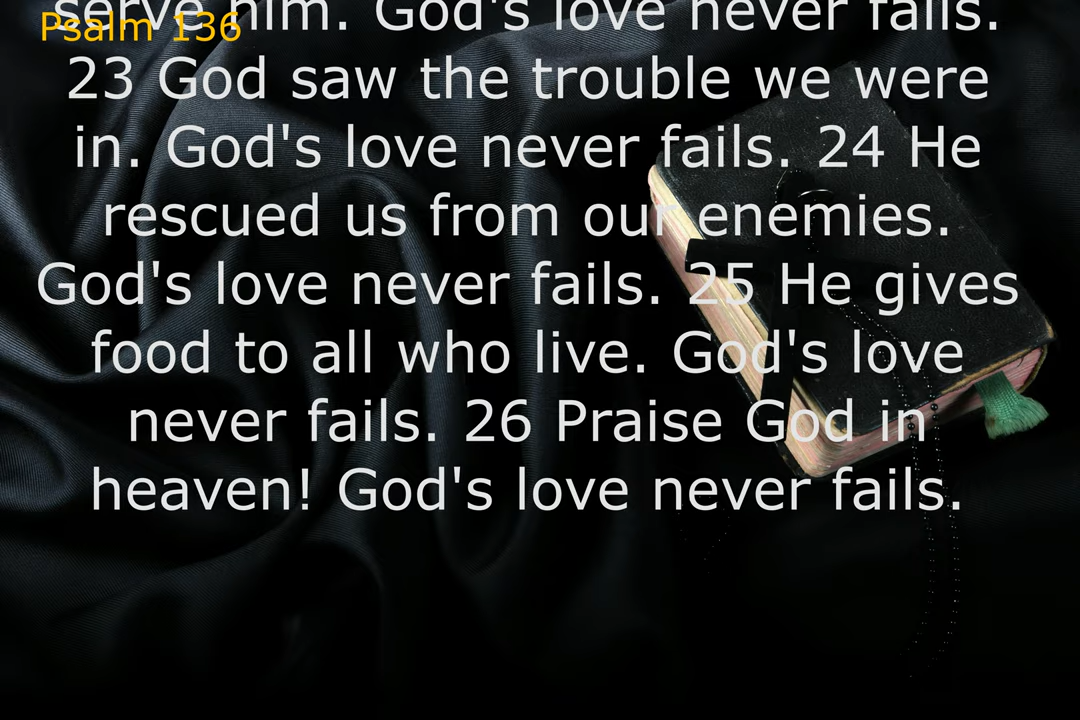 serve him. God's love never fails.
Psalm 136
23 God saw the trouble we were
in. God's love never fails. 24 He
rescued us from our enemies.
God's love never fails. 25 He gives
food to all who live. God's love
never fails. 26 Praise God in
heaven! God's love never fails.